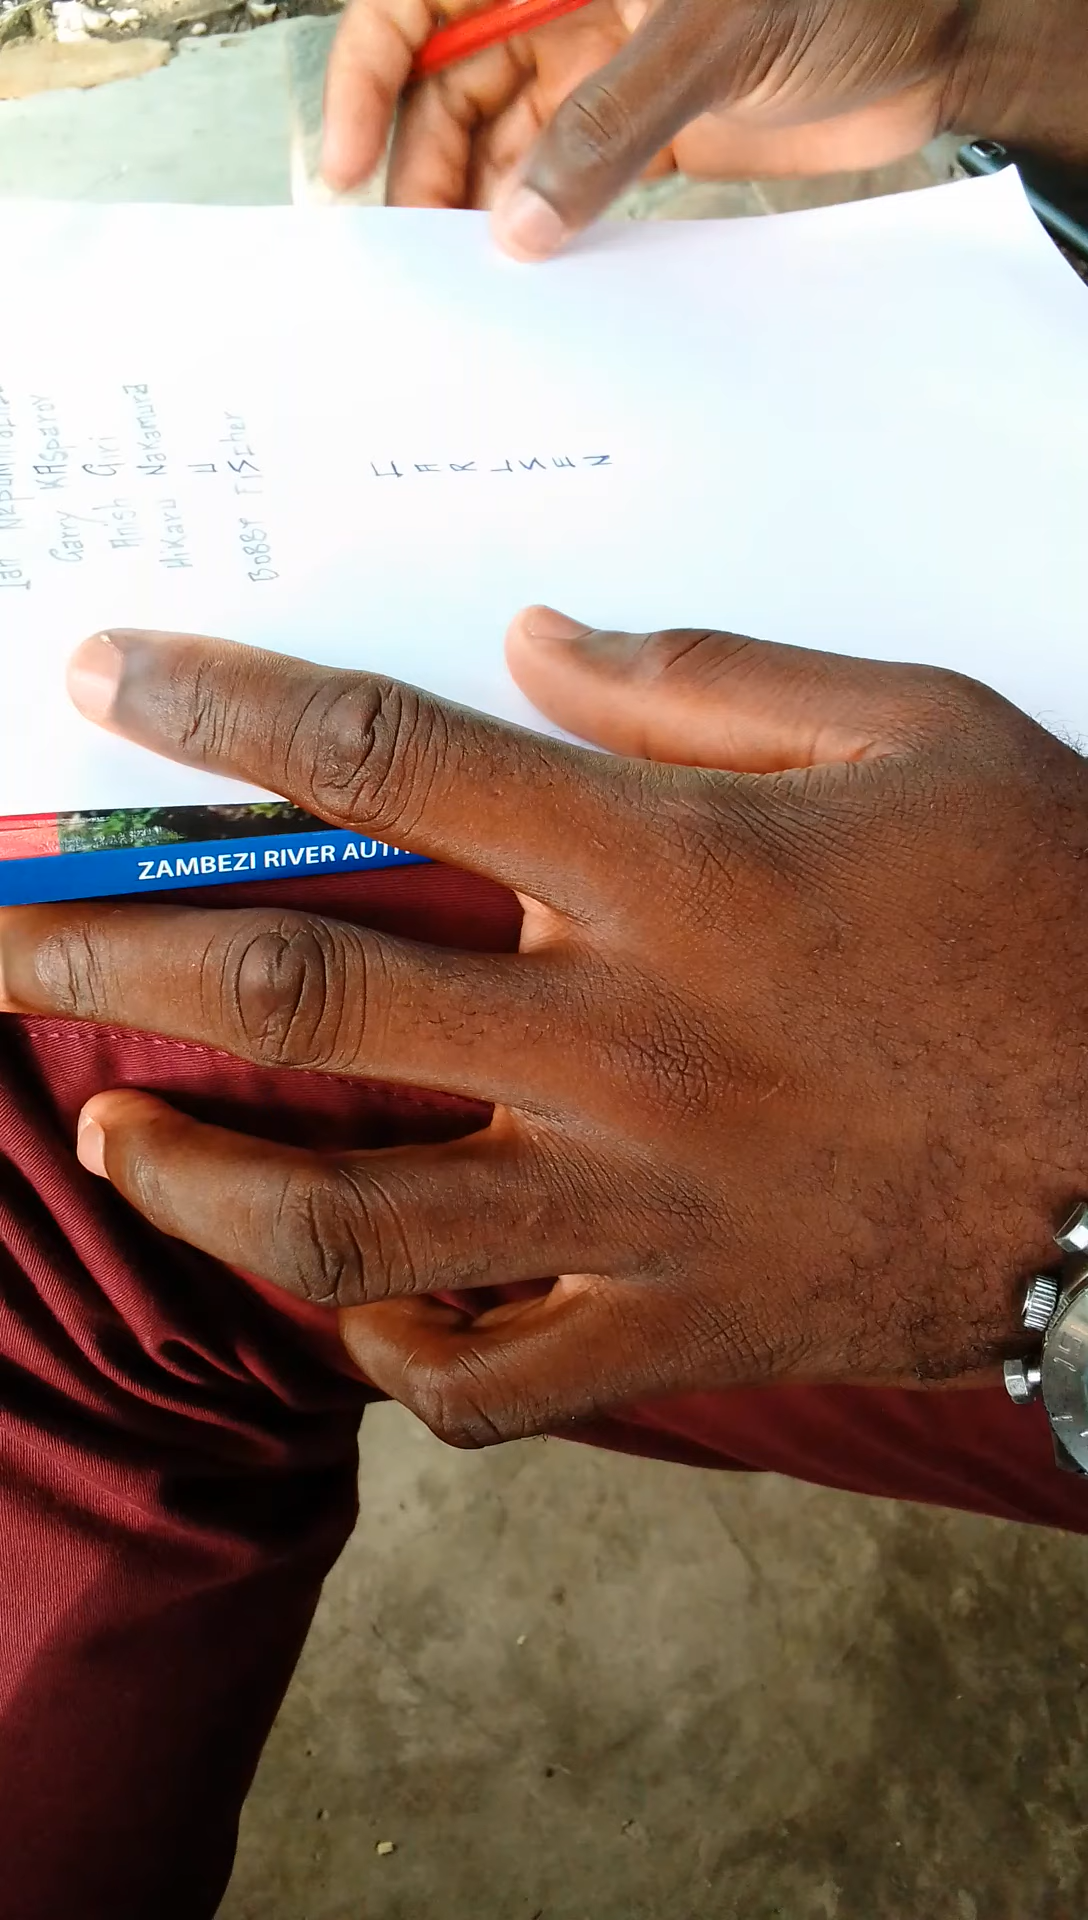 Ian
Garry KAsparov
Anish Giri
Hikaru Nakamura
U
BoBBY FIScher
C
A
R
L
S
E
N
ZAMBEZI RIVER